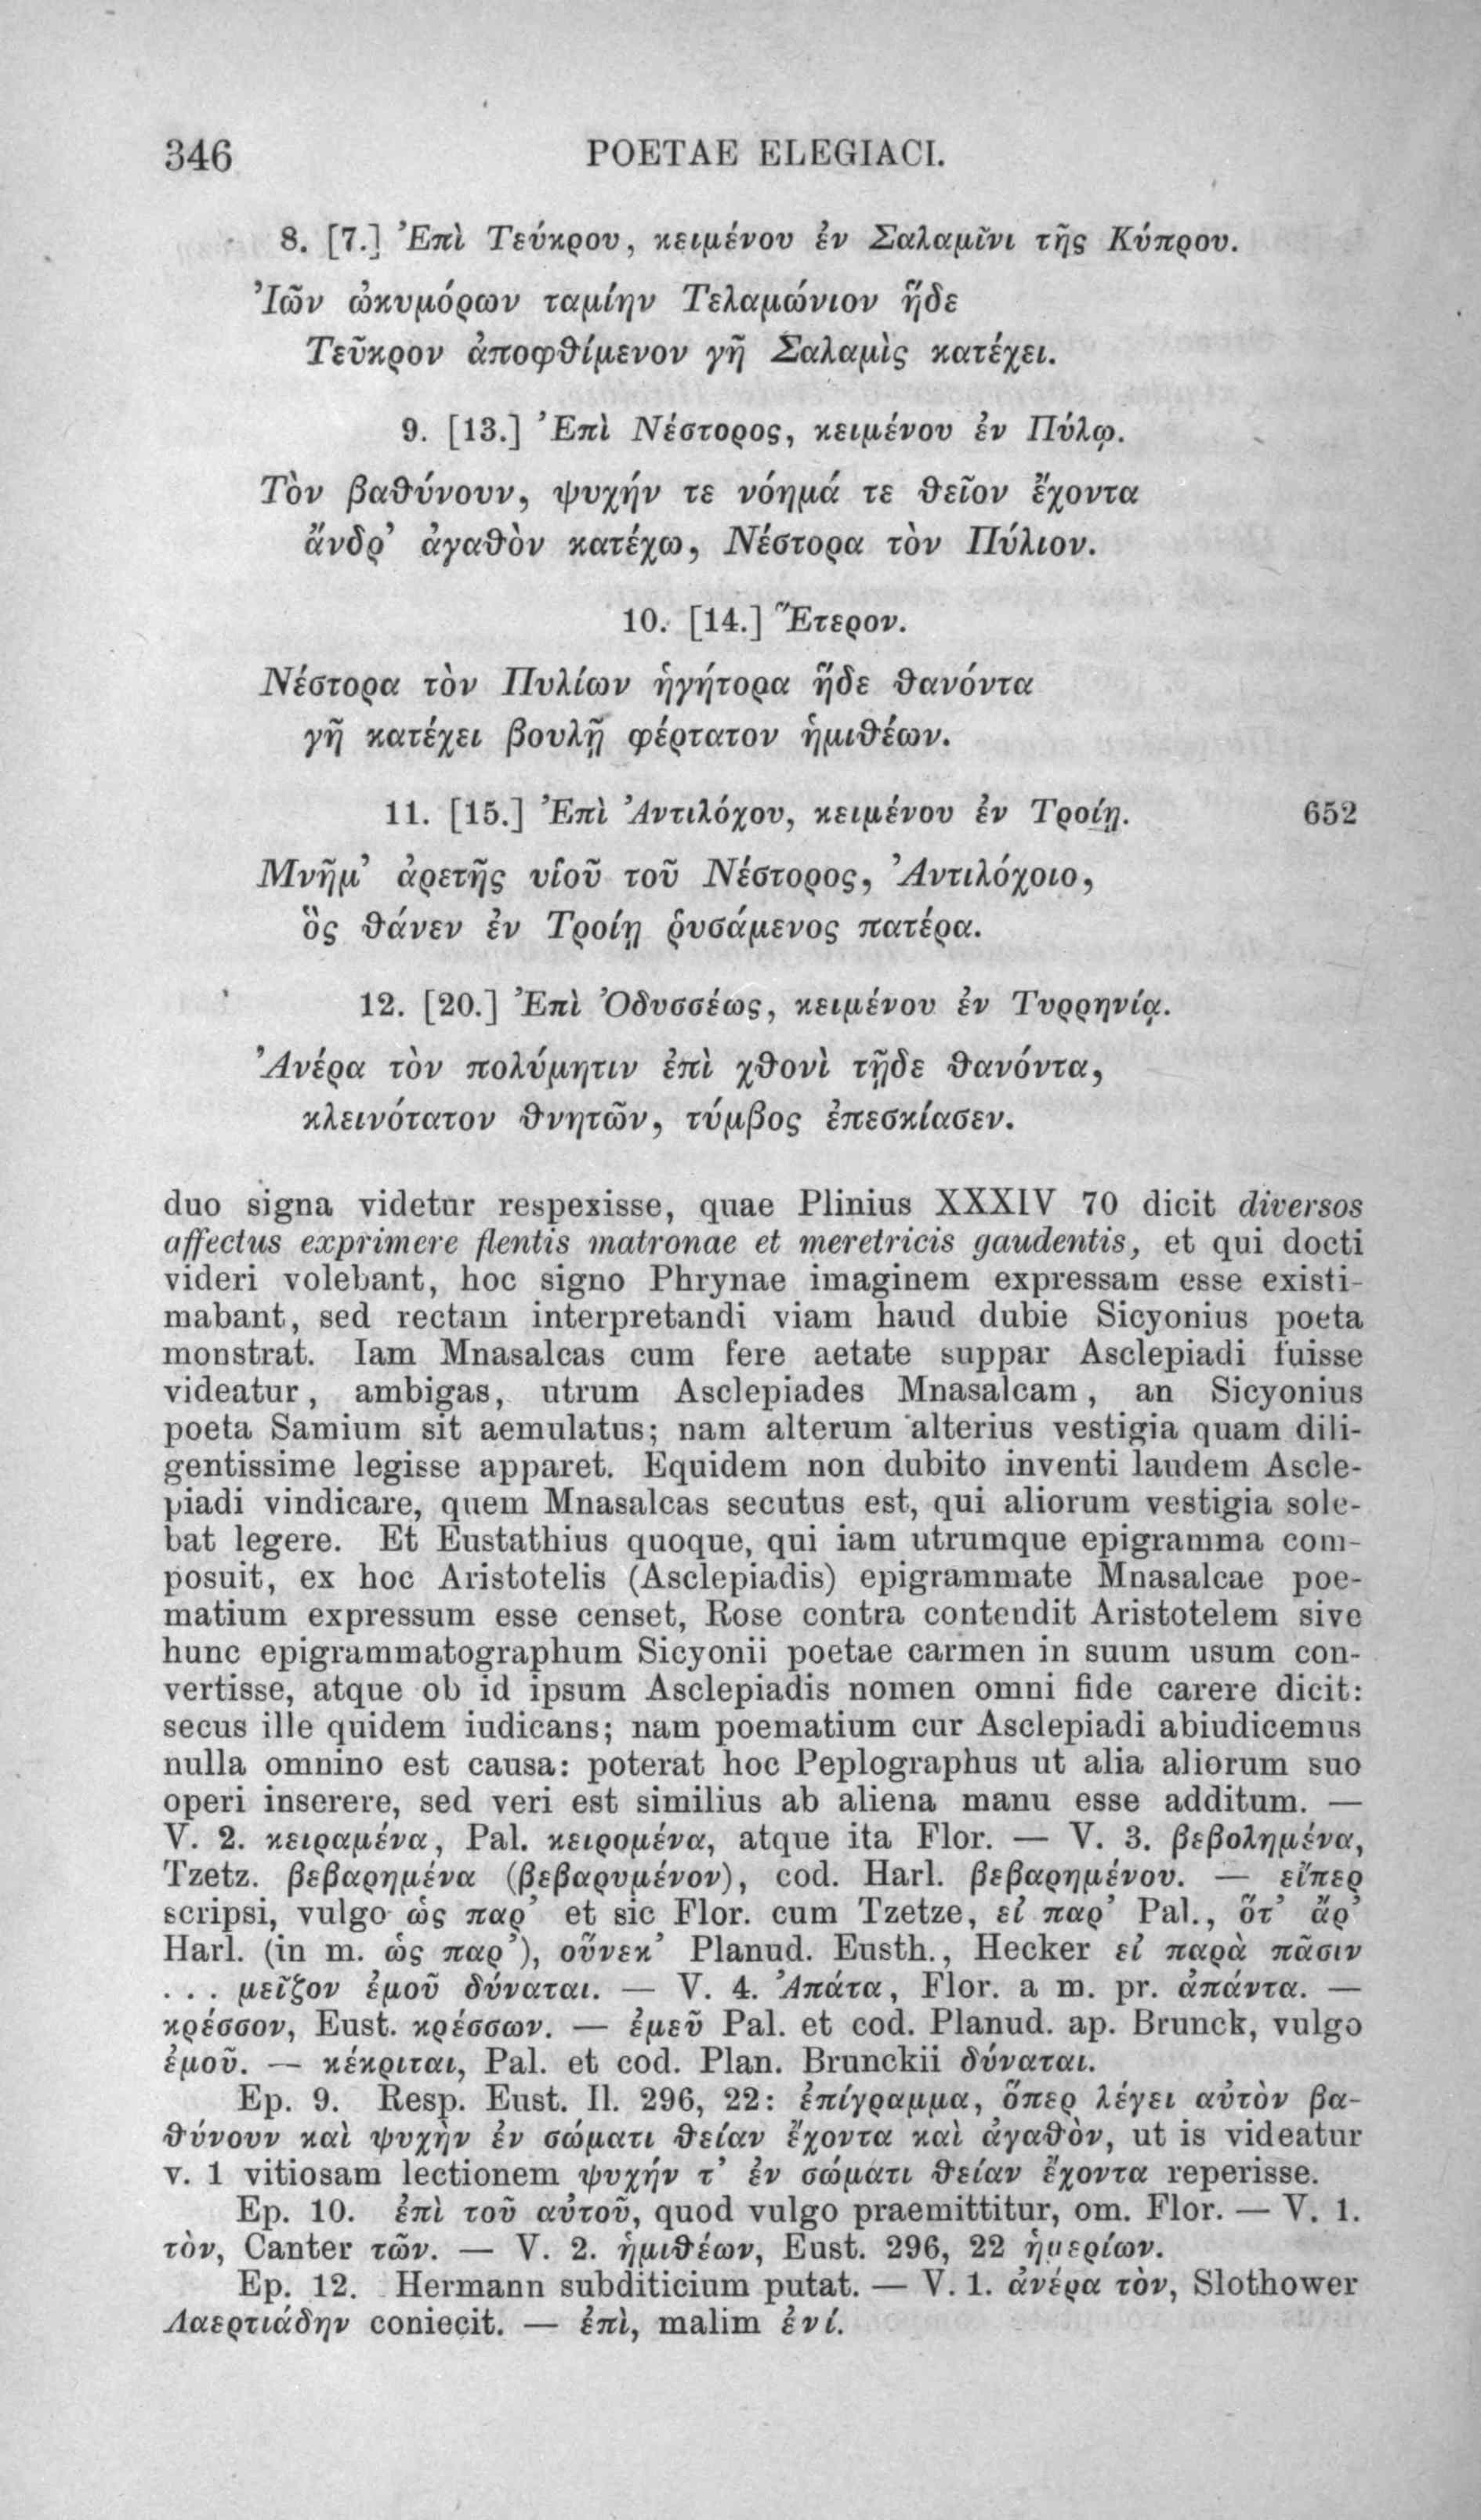 346
POETAE ELEGIACI.
8. [7.] Ἐπὶ Τεύκρου, κειμένου ἐν Σαλαμῖνι τῆς Κύπρου.
Ἰῶν ὠκυμόρων ταμίην Τελαμώνιον ἥδε
Τεῦκρον ἀποφθίμενον γῆ Σαλαμὶς κατέχει.
9. [13.] Ἐπὶ Νέστορος, κειμένου ἐν Πύλῳ.
Τὸν βαθύνουν, ψυχήν τε νόημά τε θεῖον ἔχοντα
ἄνδρ’ ἀγαθὸν κατέχω, Νέστορα τὸν Πύλιον.
10. [14.] Ἕτερον.
Νέστορα τὸν Πυλίων ἡγήτορα ἥδε θανόντα
γῆ κατέχει βουλῇ φέρτατον ἡμιθέων.
11. [15.] Ἐπὶ Ἀντιλόχου, κειμένου ἐν Τροίῃ. 652
Μνῆμ’ ἀρετῆς υἱοῦ τοῦ Νέστορος, Ἀντιλόχοιο,
ὃς θάνεν ἐν Τροίῃ ῥυσάμενος πατέρα.
12. [20.] Ἐπὶ Ὀδυσσέως, κειμένου ἐν Τυρρηνίᾳ.
Ἀνέρα τὸν πολύμητιν ἐπὶ χθονὶ τῇδε θανόντα,
κλεινότατον θνητῶν, τύμβος ἐπεσκίασεν.
duo signa videtur respexisse, quae Plinius XXXIV 70 dicit diversos
affectus exprimere flentis matronae et meretricis gaudentis, et qui docti
videri volebant, hoc signo Phrynae imaginem expressam esse existi-
mabant, sed rectam interpretandi viam haud dubie Sicyonius poeta
monstrat. Iam Mnasalcas cum fere aetate suppar Asclepiadi fuisse
videatur, ambigas, utrum Asclepiades Mnasalcam, an Sicyonius
poeta Samium sit aemulatus; nam alterum alterius vestigia quam dili-
gentissime legisse apparet. Equidem non dubito inventi laudem Ascle-
piadi vindicare, quem Mnasalcas secutus est, qui aliorum vestigia sole-
bat legere. Et Eustathius quoque, qui iam utrumque epigramma com-
posuit, ex hoc Aristotelis (Asclepiadis) epigrammate Mnasalcae poe-
matium expressum esse censet, Rose contra contendit Aristotelem sive
hunc epigrammatographum Sicyonii poetae carmen in suum usum con-
vertisse, atque ob id ipsum Asclepiadis nomen omni fide carere dicit:
secus ille quidem iudicans; nam poematium cur Asclepiadi abiudicemus
nulla omnino est causa: poterat hoc Peplographus ut alia aliorum suo
operi inserere, sed veri est similius ab aliena manu esse additum. —
V. 2. κειραμένα, Pal. κειρομένα, atque ita Flor. — V. 3. βεβολημένα,
Tzetz. βεβαρημένα (βεβαρυμένον), cod. Harl. βεβαρημένου. — εἴπερ
scripsi, vulgo ὡς παρ’ et sic Flor. cum Tzetze, εἰ παρ’ Pal., ὅτ’ ἄρ’
Harl. (in m. ὡς παρ’), οὕνεκ’ Planud. Eusth., Hecker εἰ παρὰ πᾶσιν
. . . μεῖζον ἐμοῦ δύναται. — V. 4. Ἀπάτα, Flor. a m. pr. ἀπάντα. —
κρέσσον, Eust. κρέσσων. — ἐμεῦ Pal. et cod. Planud. ap. Brunck, vulgo
ἐμοῦ. — κέκριται, Pal. et cod. Plan. Brunckii δύναται.
Ep. 9. Resp. Eust. Il. 296, 22: ἐπίγραμμα, ὅπερ λέγει αὐτὸν βα-
θύνουν καὶ ψυχὴν ἐν σώματι θείαν ἔχοντα καὶ ἀγαθὸν, ut is videatur
v. 1 vitiosam lectionem ψυχήν τ’ ἐν σώματι θείαν ἔχοντα reperisse.
Ep. 10. ἐπὶ τοῦ αὐτοῦ, quod vulgo praemittitur, om. Flor. — V. 1.
τὸν, Canter τῶν. — V. 2. ἡμιθέων, Eust. 296, 22 ἡμερίων.
Ep. 12. Hermann subditicium putat. — V. 1. ἀνέρα τὸν, Slothower
Λαερτιάδην coniecit. — ἐπὶ, malim ἐνί.